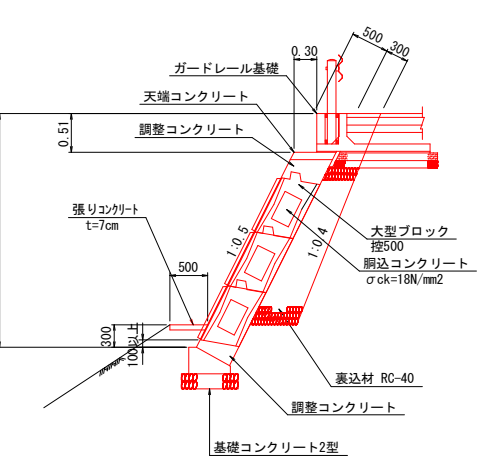 500
300
0.30
ガードレール基礎
天端コンクリート
調整コンクリート
0.51
張りコンクリート
t=7cm
500
1:0.5
1:0.4
大型ブロック
控500
胴込コンクリート
σck=18N/mm2
300
100以上
裏込材 RC-40
調整コンクリート
基礎コンクリート2型